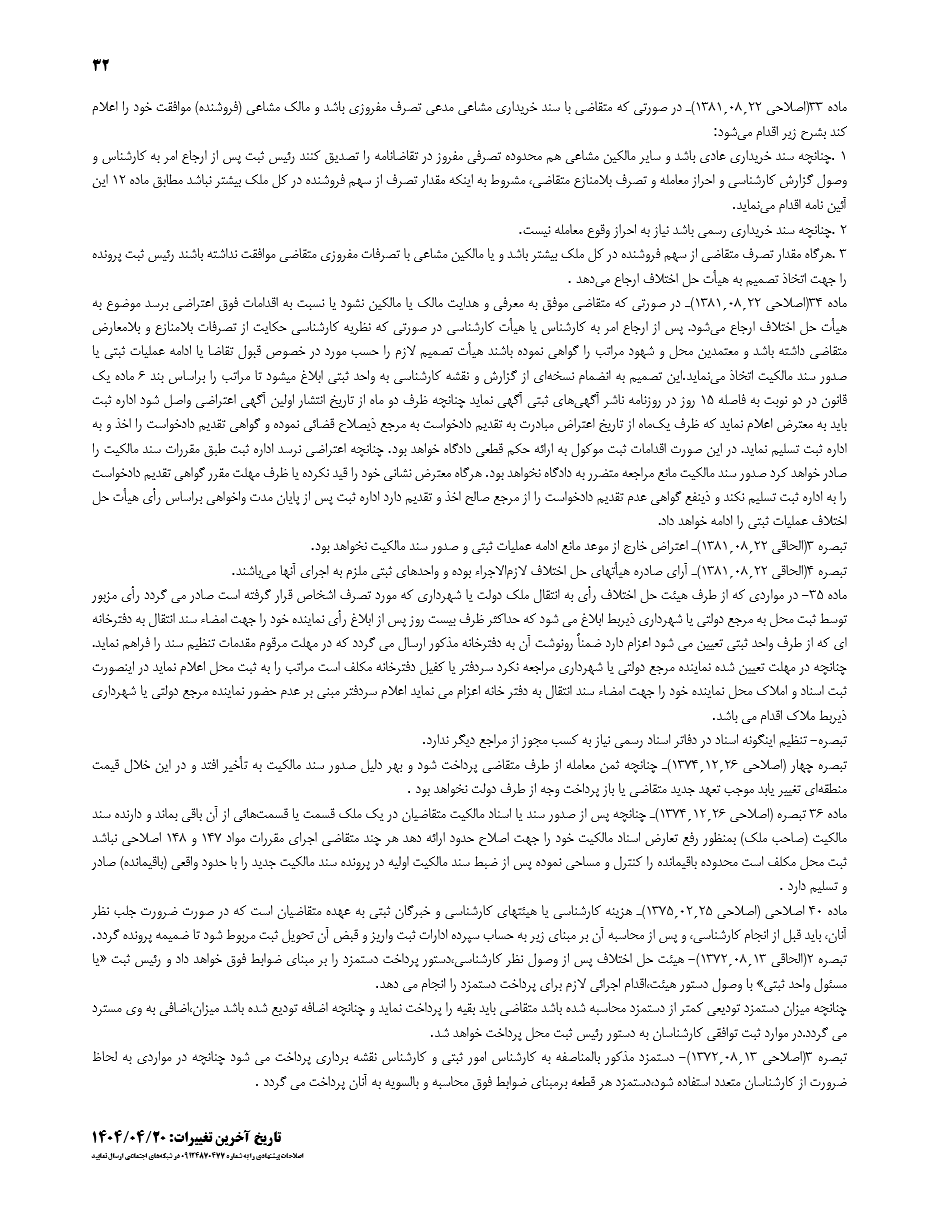 ۳۲
ماده ۳۳(اصلاحی ۱۳۸۱٫۰۸٫۲۲)ـ در صورتی که متقاضی با سند خریداری مشاعی مدعی تصرف مفروزی باشد و مالک مشاعی (فروشنده) موافقت خود را اعلام
کند بشرح زیر اقدام می‌شود:
۱ .چنانچه سند خریداری عادی باشد و سایر مالکین مشاعی هم محدوده تصرفی مفروز در تقاضانامه را تصدیق کنند رئیس ثبت پس از ارجاع امر به کارشناس و
وصول گزارش کارشناسی و احراز معامله و تصرف بلامنازع متقاضی، مشروط به اینکه مقدار تصرف از سهم فروشنده در کل ملک بیشتر نباشد مطابق ماده ۱۲ این
آئین نامه اقدام می‌نماید.
۲ .چنانچه سند خریداری رسمی باشد نیاز به احراز وقوع معامله نیست.
۳ .هرگاه مقدار تصرف متقاضی از سهم فروشنده در کل ملک بیشتر باشد و یا مالکین مشاعی با تصرفات مفروزی متقاضی موافقت نداشته باشند رئیس ثبت پرونده
را جهت اتخاذ تصمیم به هیأت حل اختلاف ارجاع می‌دهد .
ماده ۳۴(اصلاحی ۱۳۸۱٫۰۸٫۲۲)ـ در صورتی که متقاضی موفق به معرفی و هدایت مالک یا مالکین نشود یا نسبت به اقدامات فوق اعتراضی برسد موضوع به
هیأت حل اختلاف ارجاع می‌شود. پس از ارجاع امر به کارشناس یا هیأت کارشناسی در صورتی که نظریه کارشناسی حکایت از تصرفات بلامنازع و بلامعارض
متقاضی داشته باشد و معتمدین محل و شهود مراتب را گواهی نموده باشند هیأت تصمیم لازم را حسب مورد در خصوص قبول تقاضا یا ادامه عملیات ثبتی یا
صدور سند مالکیت اتخاذ می‌نماید.این تصمیم به انضمام نسخه‌ای از گزارش و نقشه کارشناسی به واحد ثبتی ابلاغ میشود تا مراتب را براساس بند ۶ ماده یک
قانون در دو نوبت به فاصله ۱۵ روز در روزنامه ناشر آگهی‌های ثبتی آگهی نماید چنانچه ظرف دو ماه از تاریخ انتشار اولین آگهی اعتراضی واصل شود اداره ثبت
باید به معترض اعلام نماید که ظرف یک‌ماه از تاریخ اعتراض مبادرت به تقدیم دادخواست به مرجع ذیصلاح قضائی نموده و گواهی تقدیم دادخواست را اخذ و به
اداره ثبت تسلیم نماید. در این صورت اقدامات ثبت موکول به ارائه حکم قطعی دادگاه خواهد بود. چنانچه اعتراضی نرسد اداره ثبت طبق مقررات سند مالکیت را
صادر خواهد کرد صدور سند مالکیت مانع مراجعه متضرر به دادگاه نخواهد بود. هرگاه معترض نشانی خود را قید نکرده یا ظرف مهلت مقرر گواهی تقدیم دادخواست
را به اداره ثبت تسلیم نکند و ذینفع گواهی عدم تقدیم دادخواست را از مرجع صالح اخذ و تقدیم دارد اداره ثبت پس از پایان مدت واخواهی براساس رأی هیأت حل
اختلاف عملیات ثبتی را ادامه خواهد داد.
تبصره ۳(الحاقی ۱۳۸۱٫۰۸٫۲۲)ـ اعتراض خارج از موعد مانع ادامه عملیات ثبتی و صدور سند مالکیت نخواهد بود.
تبصره ۴(الحاقی ۱۳۸۱٫۰۸٫۲۲)ـ آرای صادره هیأتهای حل اختلاف لازم‌الاجراء بوده و واحدهای ثبتی ملزم به اجرای آنها می‌باشند.
ماده ۳۵- در مواردی که از طرف هیئت حل اختلاف رأی به انتقال ملک دولت یا شهرداری که مورد تصرف اشخاص قرار گرفته است صادر می گردد رأی مزبور
توسط ثبت محل به مرجع دولتی یا شهرداری ذیربط ابلاغ می شود که حداکثر ظرف بیست روز پس از ابلاغ رأی نماینده خود را جهت امضاء سند انتقال به دفترخانه
ای که از طرف واحد ثبتی تعیین می شود اعزام دارد ضمناً رونوشت آن به دفترخانه مذکور ارسال می گردد که در مهلت مرقوم مقدمات تنظیم سند را فراهم نماید.
چنانچه در مهلت تعیین شده نماینده مرجع دولتی یا شهرداری مراجعه نکرد سردفتر یا کفیل دفترخانه مکلف است مراتب را به ثبت محل اعلام نماید در اینصورت
ثبت اسناد و املاک محل نماینده خود را جهت امضاء سند انتقال به دفتر خانه اعزام می نماید اعلام سردفتر مبنی بر عدم حضور نماینده مرجع دولتی یا شهرداری
ذیربط ملاک اقدام می باشد.
تبصره- تنظیم اینگونه اسناد در دفاتر اسناد رسمی نیاز به کسب مجوز از مراجع دیگر ندارد.
تبصره چهار (اصلاحی ۱۳۷۴٫۱۲٫۲۶)ـ چنانچه ثمن معامله از طرف متقاضی پرداخت شود و بهر دلیل صدور سند مالکیت به تأخیر افتد و در این خلال قیمت
منطقه‌ای تغییر یابد موجب تعهد جدید متقاضی یا باز پرداخت وجه از طرف دولت نخواهد بود .
ماده ۳۶ تبصره (اصلاحی ۱۳۷۴٫۱۲٫۲۶)ـ چنانچه پس از صدور سند یا اسناد مالکیت متقاضیان در یک ملک قسمت یا قسمت‌هائی از آن باقی بماند و دارنده سند
مالکیت (صاحب ملک) بمنظور رفع تعارض اسناد مالکیت خود را جهت اصلاح حدود ارائه دهد هر چند متقاضی اجرای مقررات مواد ۱۴۷ و ۱۴۸ اصلاحی نباشد
ثبت محل مکلف است محدوده باقیمانده را کنترل و مساحی نموده پس از ضبط سند مالکیت اولیه در پرونده سند مالکیت جدید را با حدود واقعی (باقیمانده) صادر
و تسلیم دارد .
ماده ۴۰ اصلاحی (اصلاحی ۱۳۷۵٫۰۲٫۲۵)ـ هزینه کارشناسی یا هیئتهای کارشناسی و خبرگان ثبتی به عهده متقاضیان است که در صورت ضرورت جلب نظر
آنان، باید قبل از انجام کارشناسی، و پس از محاسبه آن بر مبنای زیر به حساب سپرده ادارات ثبت واریز و قبض آن تحویل ثبت مربوط شود تا ضمیمه پرونده گردد.
تبصره ۲(الحاقی ۱۳۷۲٫۰۸٫۱۳)- هیئت حل اختلاف پس از وصول نظر کارشناسی،دستور پرداخت دستمزد را بر مبنای ضوابط فوق خواهد داد و رئیس ثبت «یا
مسئول واحد ثبتی» با وصول دستور هیئت،اقدام اجرائی لازم برای پرداخت دستمزد را انجام می دهد.
چنانچه میزان دستمزد تودیعی کمتر از دستمزد محاسبه شده باشد متقاضی باید بقیه را پرداخت نماید و چنانچه اضافه تودیع شده باشد میزان،اضافی به وی مسترد
می گردد.در موارد ثبت توافقی کارشناسان به دستور رئیس ثبت محل پرداخت خواهد شد.
تبصره ۳(اصلاحی ۱۳۷۲٫۰۸٫۱۳)- دستمزد مذکور بالمناصفه به کارشناس امور ثبتی و کارشناس نقشه برداری پرداخت می شود چنانچه در مواردی به لحاظ
ضرورت از کارشناسان متعدد استفاده شود،دستمزد هر قطعه برمبنای ضوابط فوق محاسبه و بالسویه به آنان پرداخت می گردد .
تاریخ آخرین تغییرات: ۱۴۰۴/۰۴/۲۰
اصلاحات پیشنهادی را به شماره ۰۹۱۲۴۸۷۰۴۷۷ در شبکه‌های اجتماعی ارسال نمایید